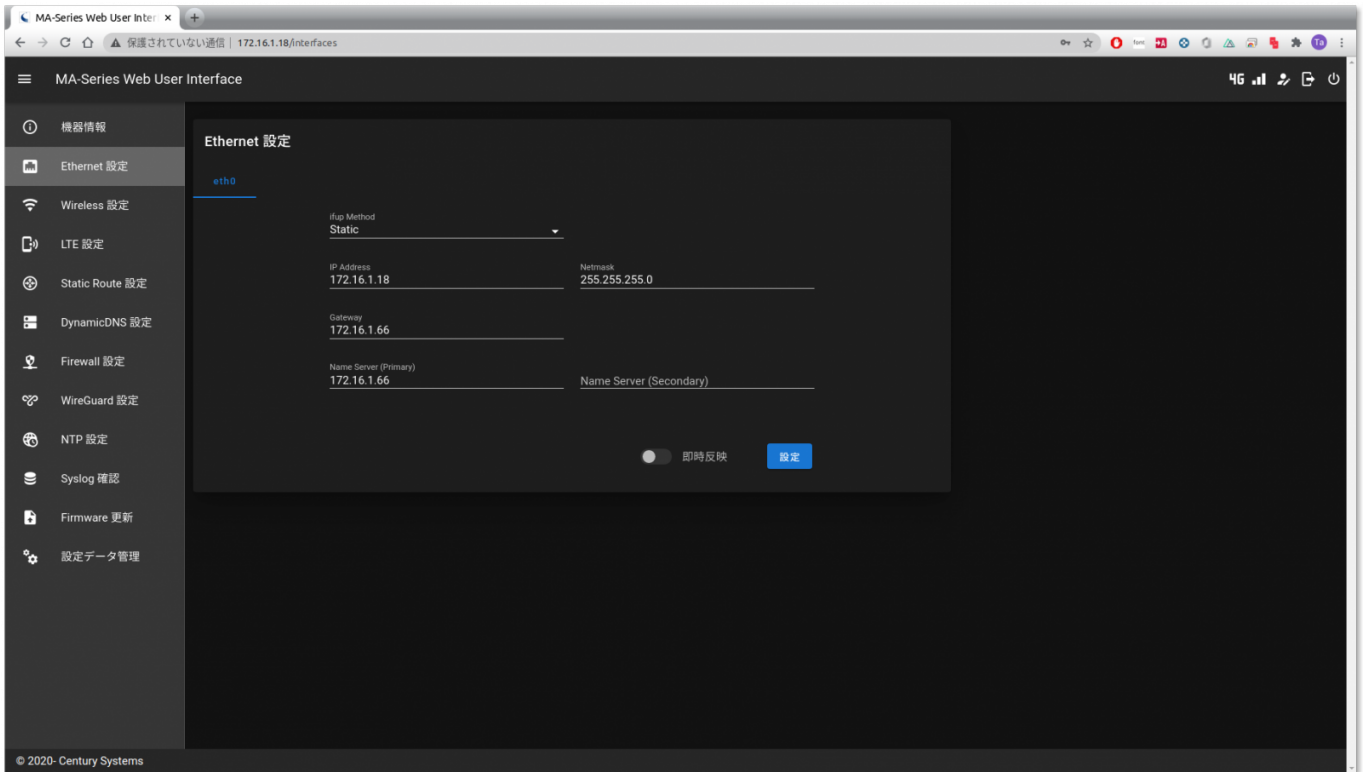 MA-Series Web User Inter
保護されていない通信 | 172.16.1.18/interfaces
MA-Series Web User Interface
4G
機器情報
Ethernet 設定
Wireless 設定
LTE 設定
Static Route 設定
DynamicDNS 設定
Firewall 設定
WireGuard 設定
NTP 設定
Syslog 確認
Firmware 更新
設定データ管理
Ethernet 設定
eth0
ifup Method
Static
IP Address
172.16.1.18
Netmask
255.255.255.0
Gateway
172.16.1.66
Name Server (Primary)
172.16.1.66
Name Server (Secondary)
即時反映
設定
Ta
© 2020- Century Systems